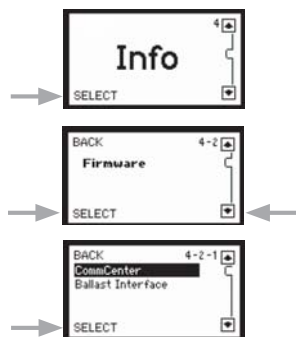 4
Info
SELECT
BACK 4-2
Firmware
SELECT
BACK 4-2-1
CommCenter
Ballast Interface
SELECT